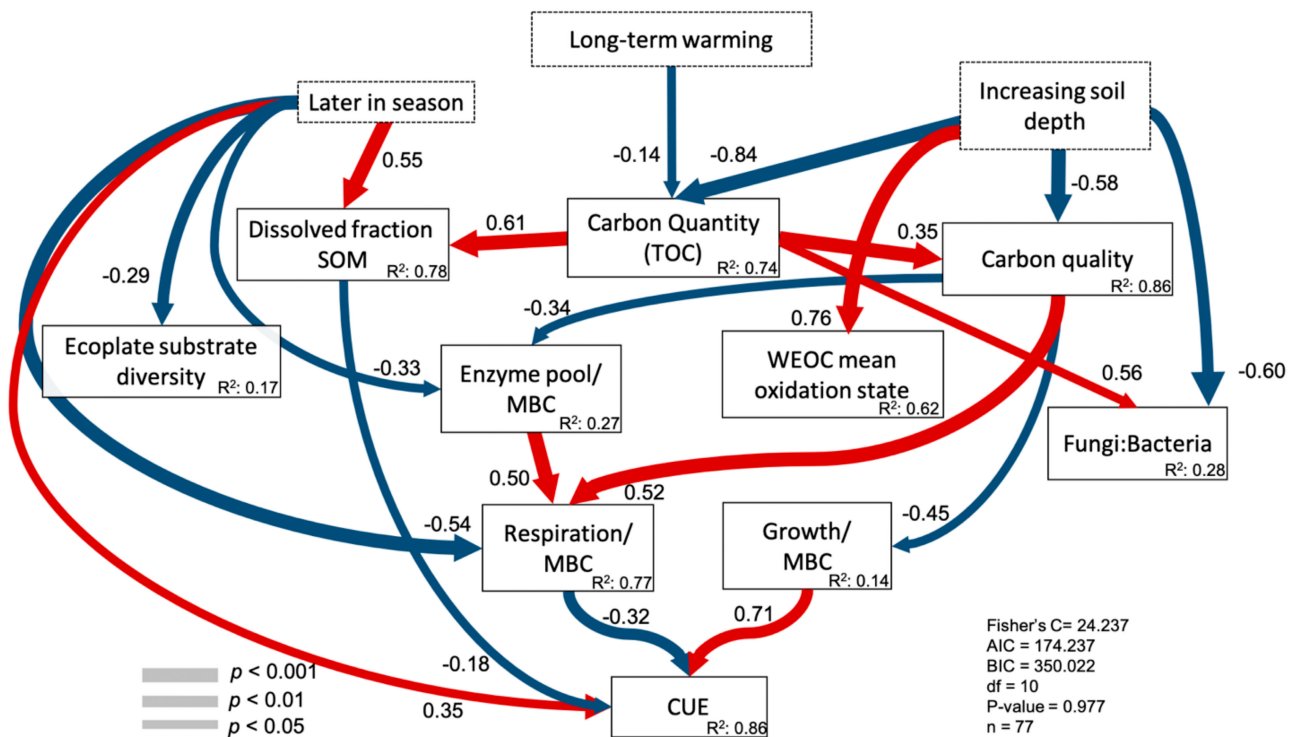 Long-term warming
Later in season
Increasing soil
depth
0.55
-0.14
-0.84
-0.58
Dissolved fraction
SOM
R²: 0.78
0.61
Carbon Quantity
(TOC)
R²: 0.74
0.35
Carbon quality
R²: 0.86
-0.29
-0.34
0.76
Ecoplate substrate
diversity
R²: 0.17
-0.33
Enzyme pool/
MBC
R²: 0.27
WEOC mean
oxidation state
R²: 0.62
0.56
-0.60
Fungi:Bacteria
R²: 0.28
0.50
0.52
-0.54
Respiration/
MBC
R²: 0.77
Growth/
MBC
R²: 0.14
-0.45
-0.32
0.71
-0.18
0.35
CUE
R²: 0.86
p < 0.001
p < 0.01
p < 0.05
Fisher's C= 24.237
AIC = 174.237
BIC = 350.022
df = 10
P-value = 0.977
n = 77